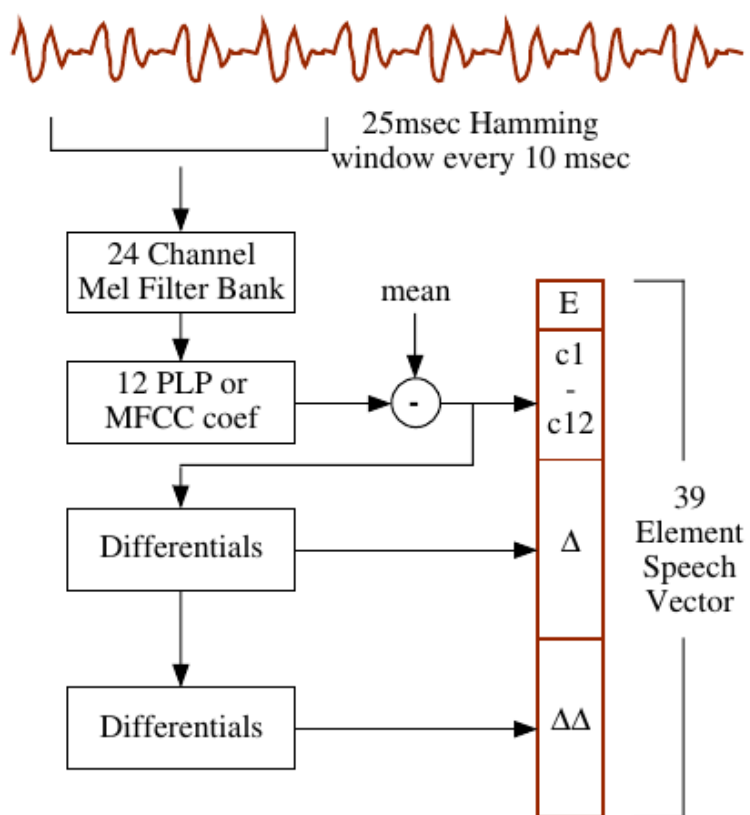 25msec Hamming
window every 10 msec
24 Channel
Mel Filter Bank
mean
E
12 PLP or
MFCC coef
-
c1
-
c12
39
Element
Speech
Vector
Differentials
Δ
Differentials
ΔΔ